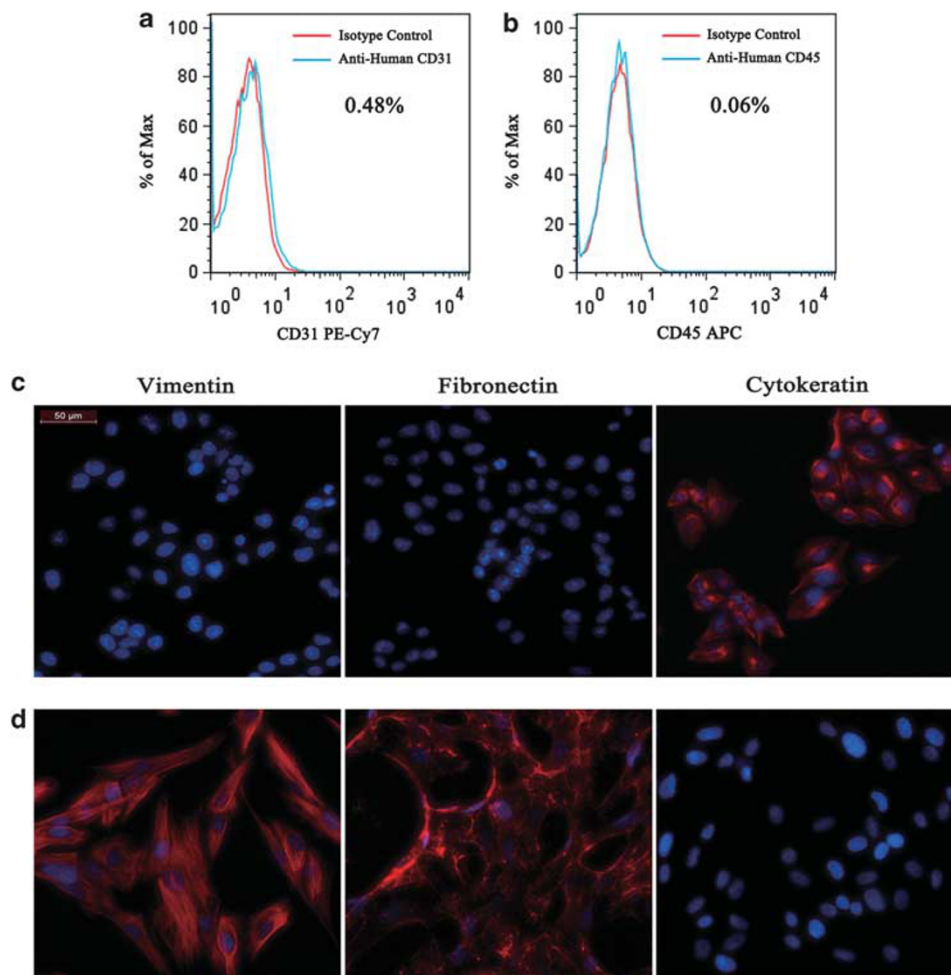 a
Isotype Control
Anti-Human CD31
0.48%
% of Max
100
80
60
40
20
0
10^0 10^1 10^2 10^3 10^4
CD31 PE-Cy7
b
Isotype Control
Anti-Human CD45
0.06%
% of Max
100
80
60
40
20
0
10^0 10^1 10^2 10^3 10^4
CD45 APC
c
Vimentin Fibronectin Cytokeratin
50 µm
d